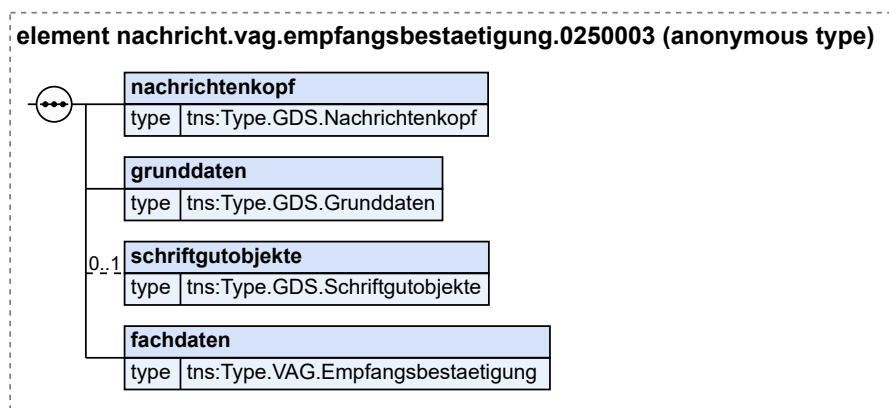 element nachricht.vag.empfangsbestaetigung.0250003 (anonymous type)
nachrichtenkopf
type tns:Type.GDS.Nachrichtenkopf
grunddaten
type tns:Type.GDS.Grunddaten
0..1 schriftgutobjekte
type tns:Type.GDS.Schriftgutobjekte
fachdaten
type tns:Type.VAG.Empfangsbestaetigung